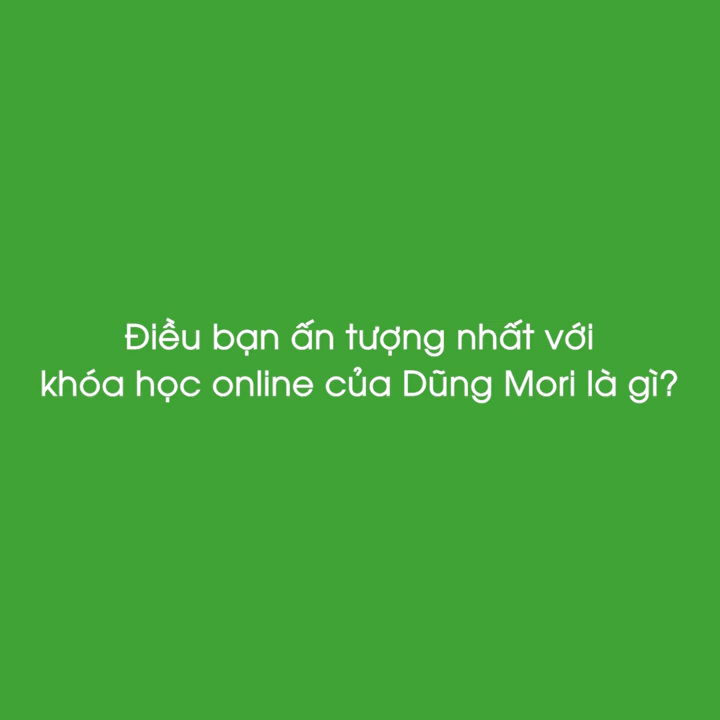 Điều bạn ấn tượng nhất với
khóa học online của Dũng Mori là gì?